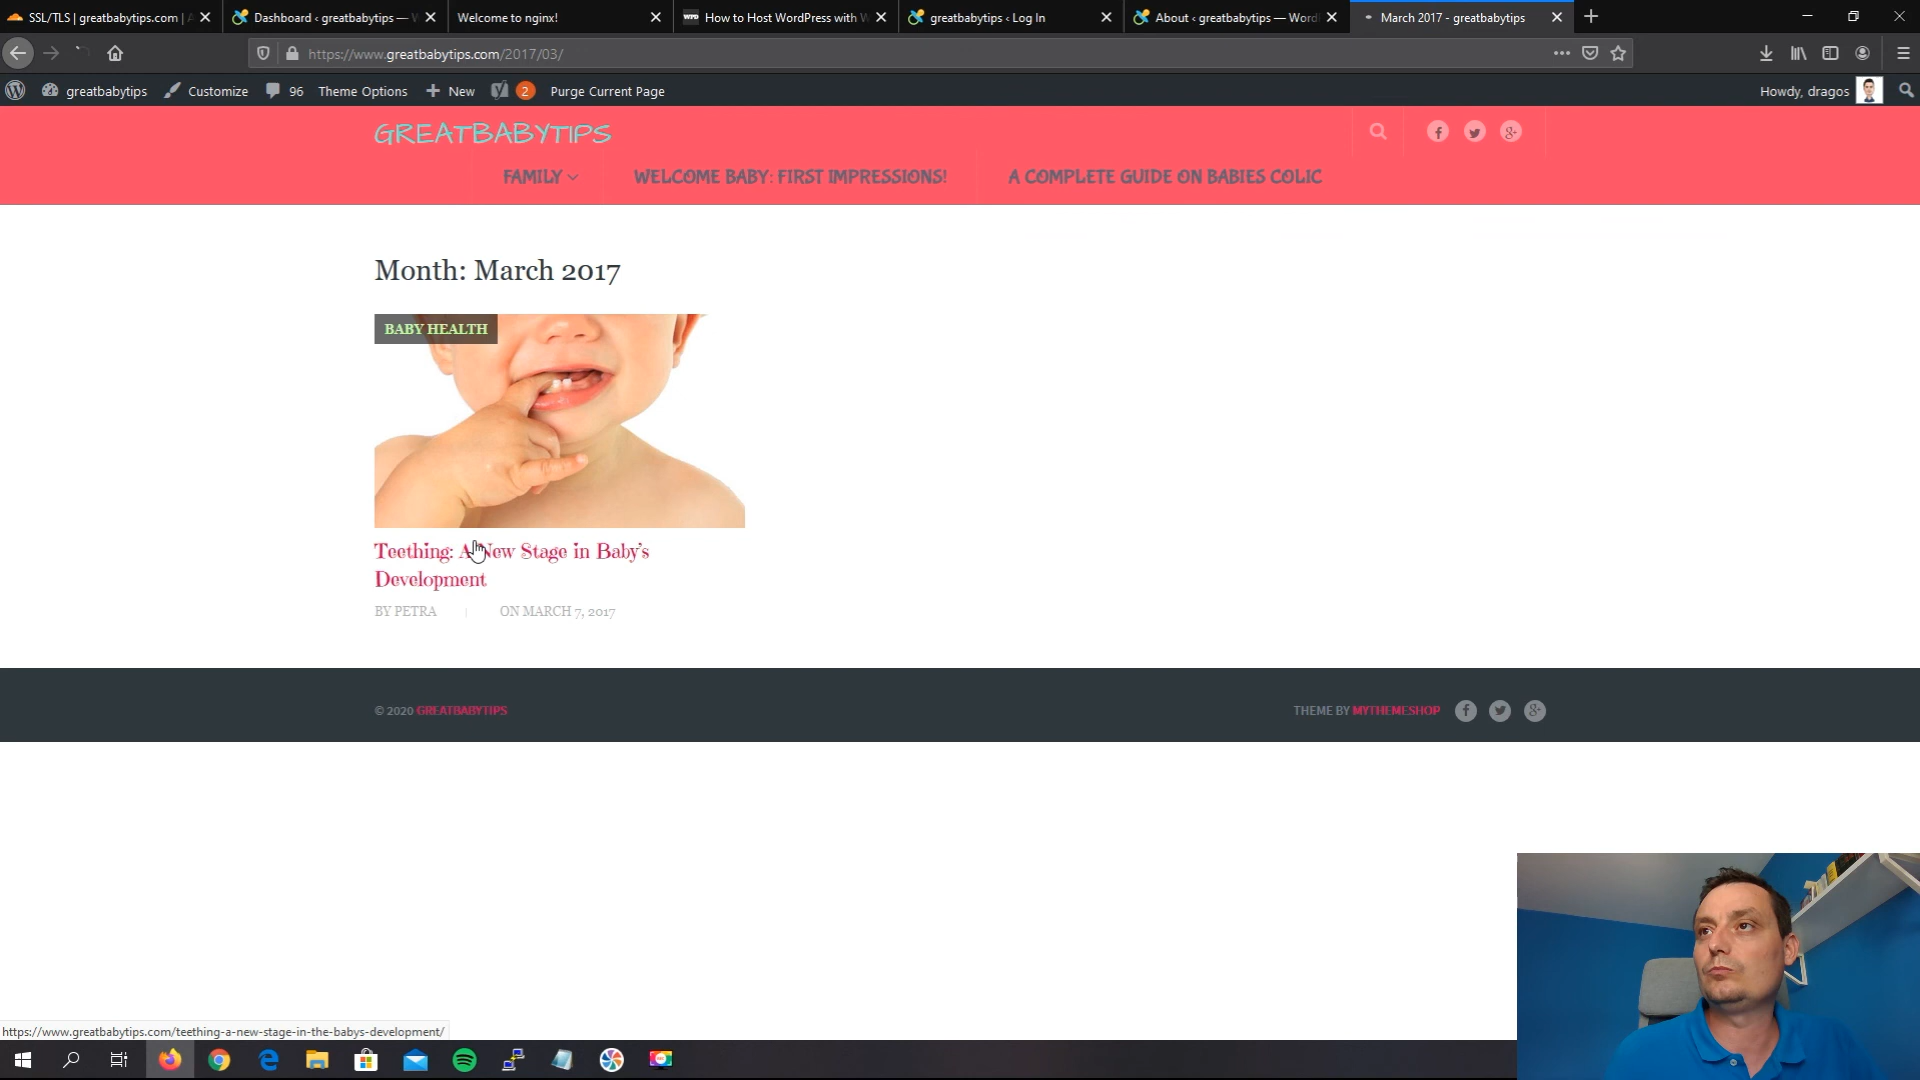 SSL/TLS | greatbabytips.com |
Dashboard ‹ greatbabytips —
Welcome to nginx!
WPD How to Host WordPress with
greatbabytips ‹ Log In
About ‹ greatbabytips — Word
March 2017 - greatbabytips
https://www.greatbabytips.com/2017/03/
greatbabytips
Customize
96
Theme Options
New
2
Purge Current Page
Howdy, dragos
GREATBABYTIPS
FAMILY
WELCOME BABY: FIRST IMPRESSIONS!
A COMPLETE GUIDE ON BABIES COLIC
Month: March 2017
BABY HEALTH
Teething: A New Stage in Baby's
Development
BY PETRA | ON MARCH 7, 2017
© 2020 GREATBABYTIPS
THEME BY MYTHEMESHOP
https://www.greatbabytips.com/teething-a-new-stage-in-the-babys-development/